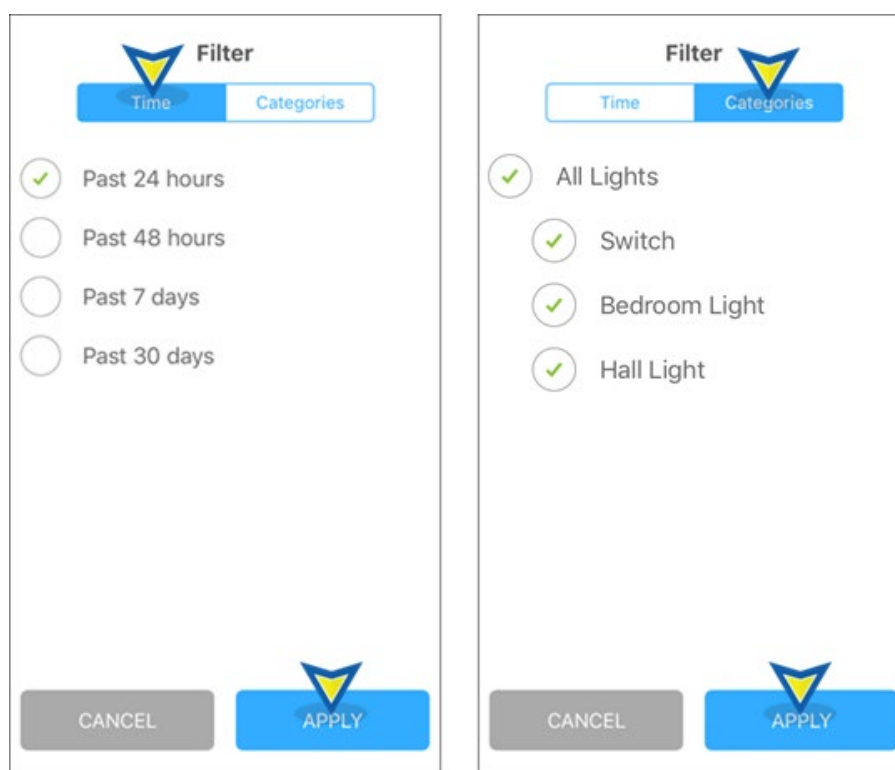 Filter
Time Categories
Past 24 hours
Past 48 hours
Past 7 days
Past 30 days
CANCEL APPLY
Filter
Time Categories
All Lights
Switch
Bedroom Light
Hall Light
CANCEL APPLY